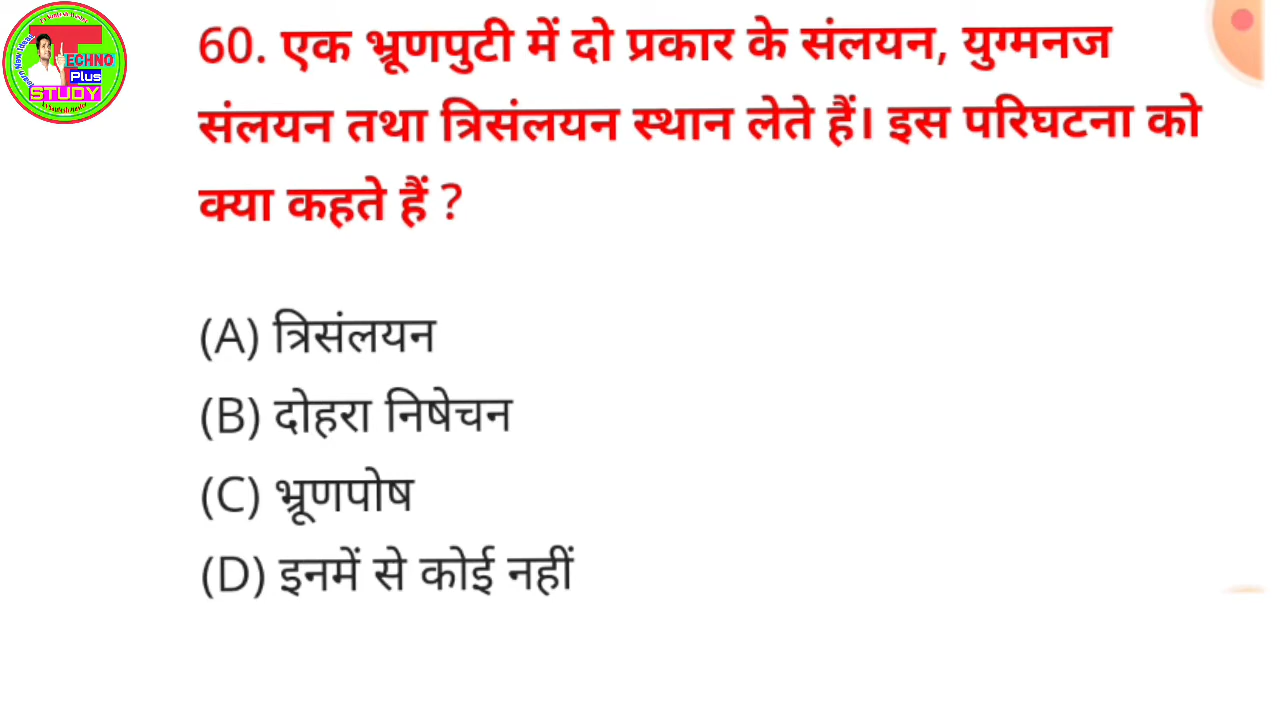 TECHNO
Plus
STUDY
60. एक भ्रूणपुटी में दो प्रकार के संलयन, युग्मनज
संलयन तथा त्रिसंलयन स्थान लेते हैं। इस परिघटना को
क्या कहते हैं ?
(A) त्रिसंलयन
(B) दोहरा निषेचन
(C) भ्रूणपोष
(D) इनमें से कोई नहीं